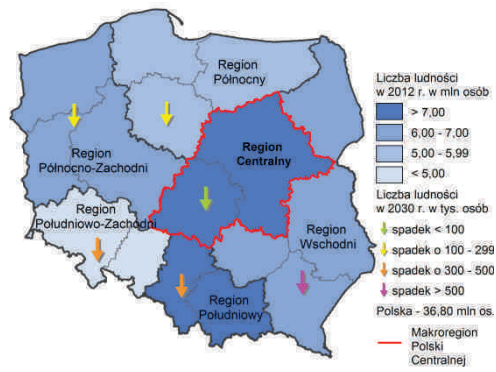 Region
Północny
Region
Centralny
Region
Północno-Zachodni
Region
Południowo-Zachodni
Region
Wschodni
Region
Południowy
Liczba ludności
w 2012 r. w mln osób
> 7,00
6,00 - 7,00
5,00 - 5,99
< 5,00
Liczba ludności
w 2030 r. w tys. osób
spadek < 100
spadek o 100 - 299
spadek o 300 - 500
spadek > 500
Polska - 36,80 mln os.
Makroregion
Polski
Centralnej